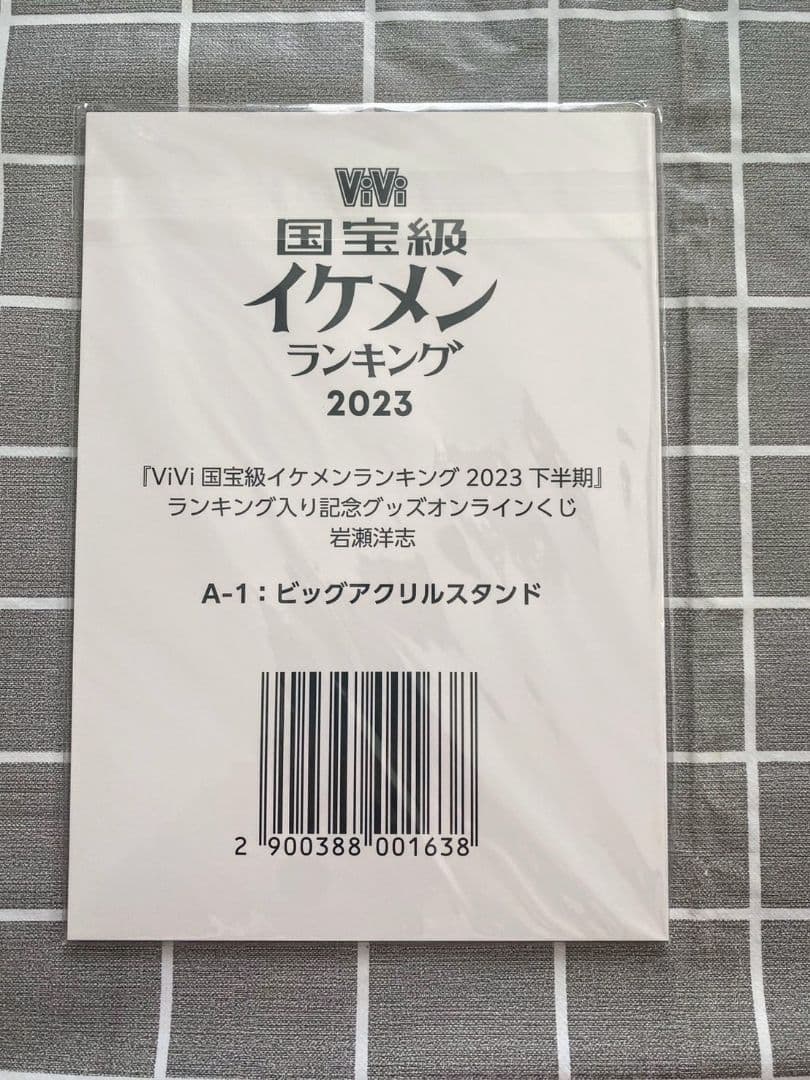 ViVi
国宝級
イケメン
ランキング
2023
『ViVi 国宝級イケメンランキング 2023 下半期』
ランキング入り記念グッズオンラインくじ
岩瀬洋志
A-1：ビッグアクリルスタンド
2 900388 001638